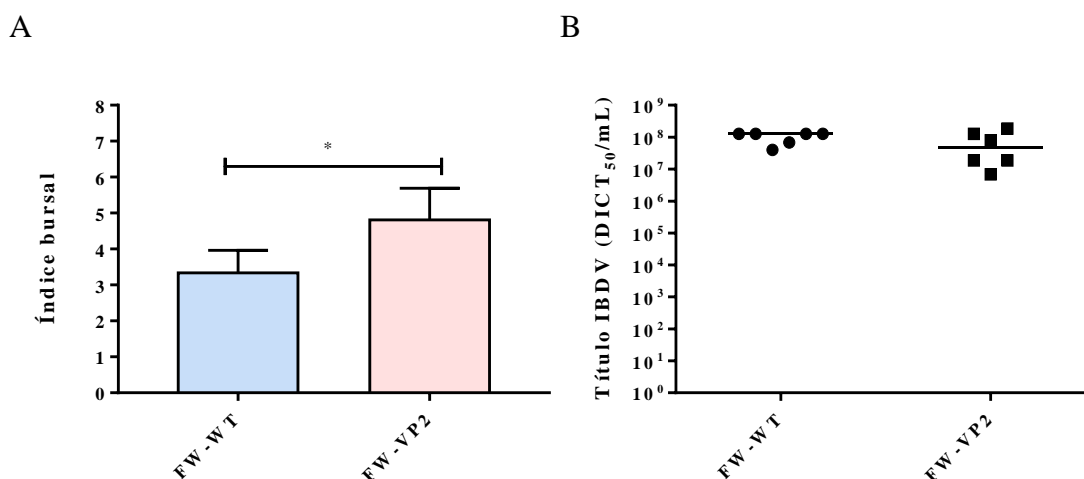 A
B
Índice bursal
8
7
6
5
4
3
2
1
0
*
FW-WT
FW-VP2
Título IBDV (DICT₅₀/mL)
10⁹
10⁸
10⁷
10⁶
10⁵
10⁴
10³
10²
10¹
10⁰
FW-WT
FW-VP2